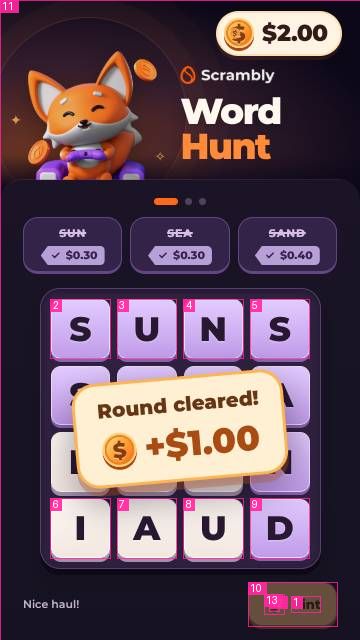 $2.00
Scrambly
Word
Hunt
SUN SEA SAND
$0.30 $0.30 $0.40
S U N S
Round cleared!
+$1.00
I A U D
Nice haul!